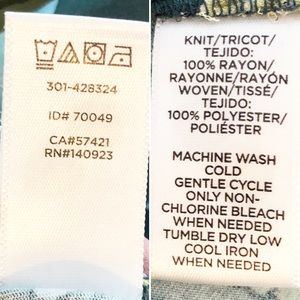 301-428324
ID# 70049
CA#57421
RN#140923
KNIT/TRICOT/
TEJIDO:
100% RAYON/
RAYONNE/RAYÓN
WOVEN/TISSÉ/
TEJIDO:
100% POLYESTER/
POLIÉSTER
MACHINE WASH
COLD
GENTLE CYCLE
ONLY NON-
CHLORINE BLEACH
WHEN NEEDED
TUMBLE DRY LOW
COOL IRON
WHEN NEEDED